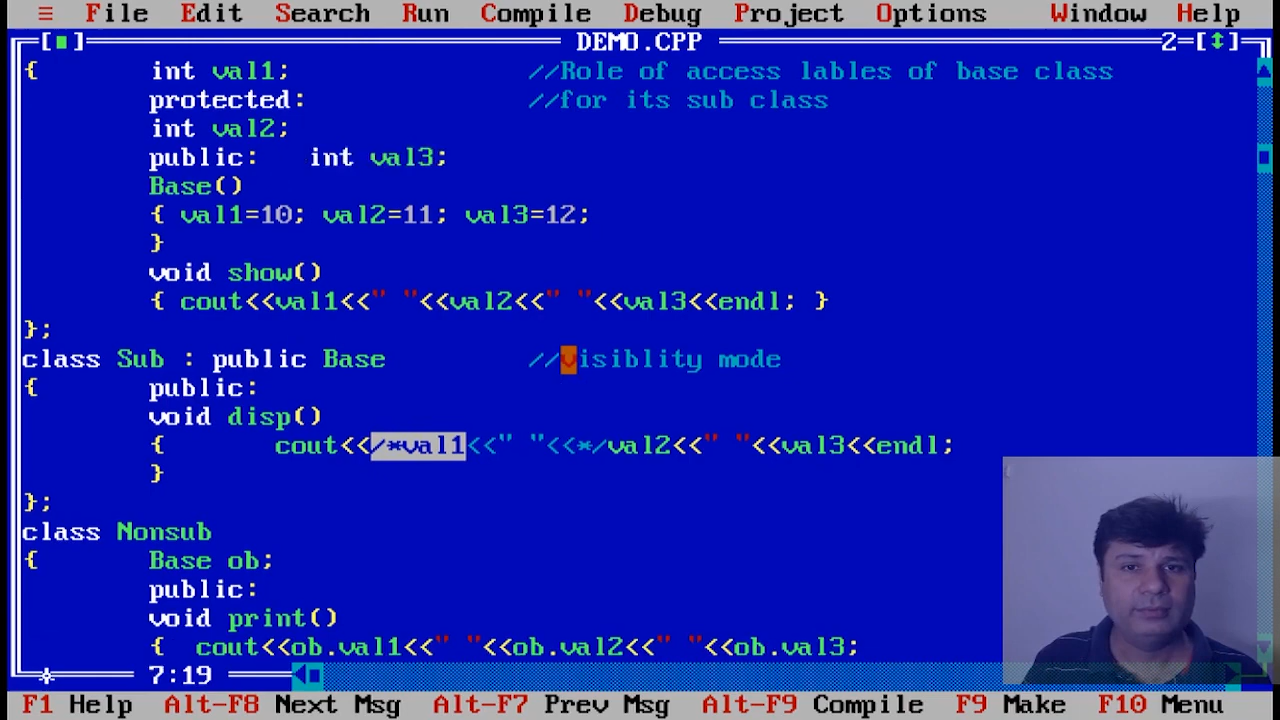 ≡ File Edit Search Run Compile Debug Project Options Window Help
[■] DEMO.CPP 2=[↕]
{ int val1; //Role of access lables of base class
protected: //for its sub class
int val2;
public: int val3;
Base()
{ val1=10; val2=11; val3=12;
}
void show()
{ cout<<val1<<" "<<val2<<" "<<val3<<endl; }
};
class Sub : public Base //visiblity mode
{ public:
void disp()
{ cout<</*val1<<" "<<*/val2<<" "<<val3<<endl;
}
};
class Nonsub
{ Base ob;
public:
void print()
{ cout<<ob.val1<<" "<<ob.val2<<" "<<ob.val3;
7:19
F1 Help Alt-F8 Next Msg Alt-F7 Prev Msg Alt-F9 Compile F9 Make F10 Menu